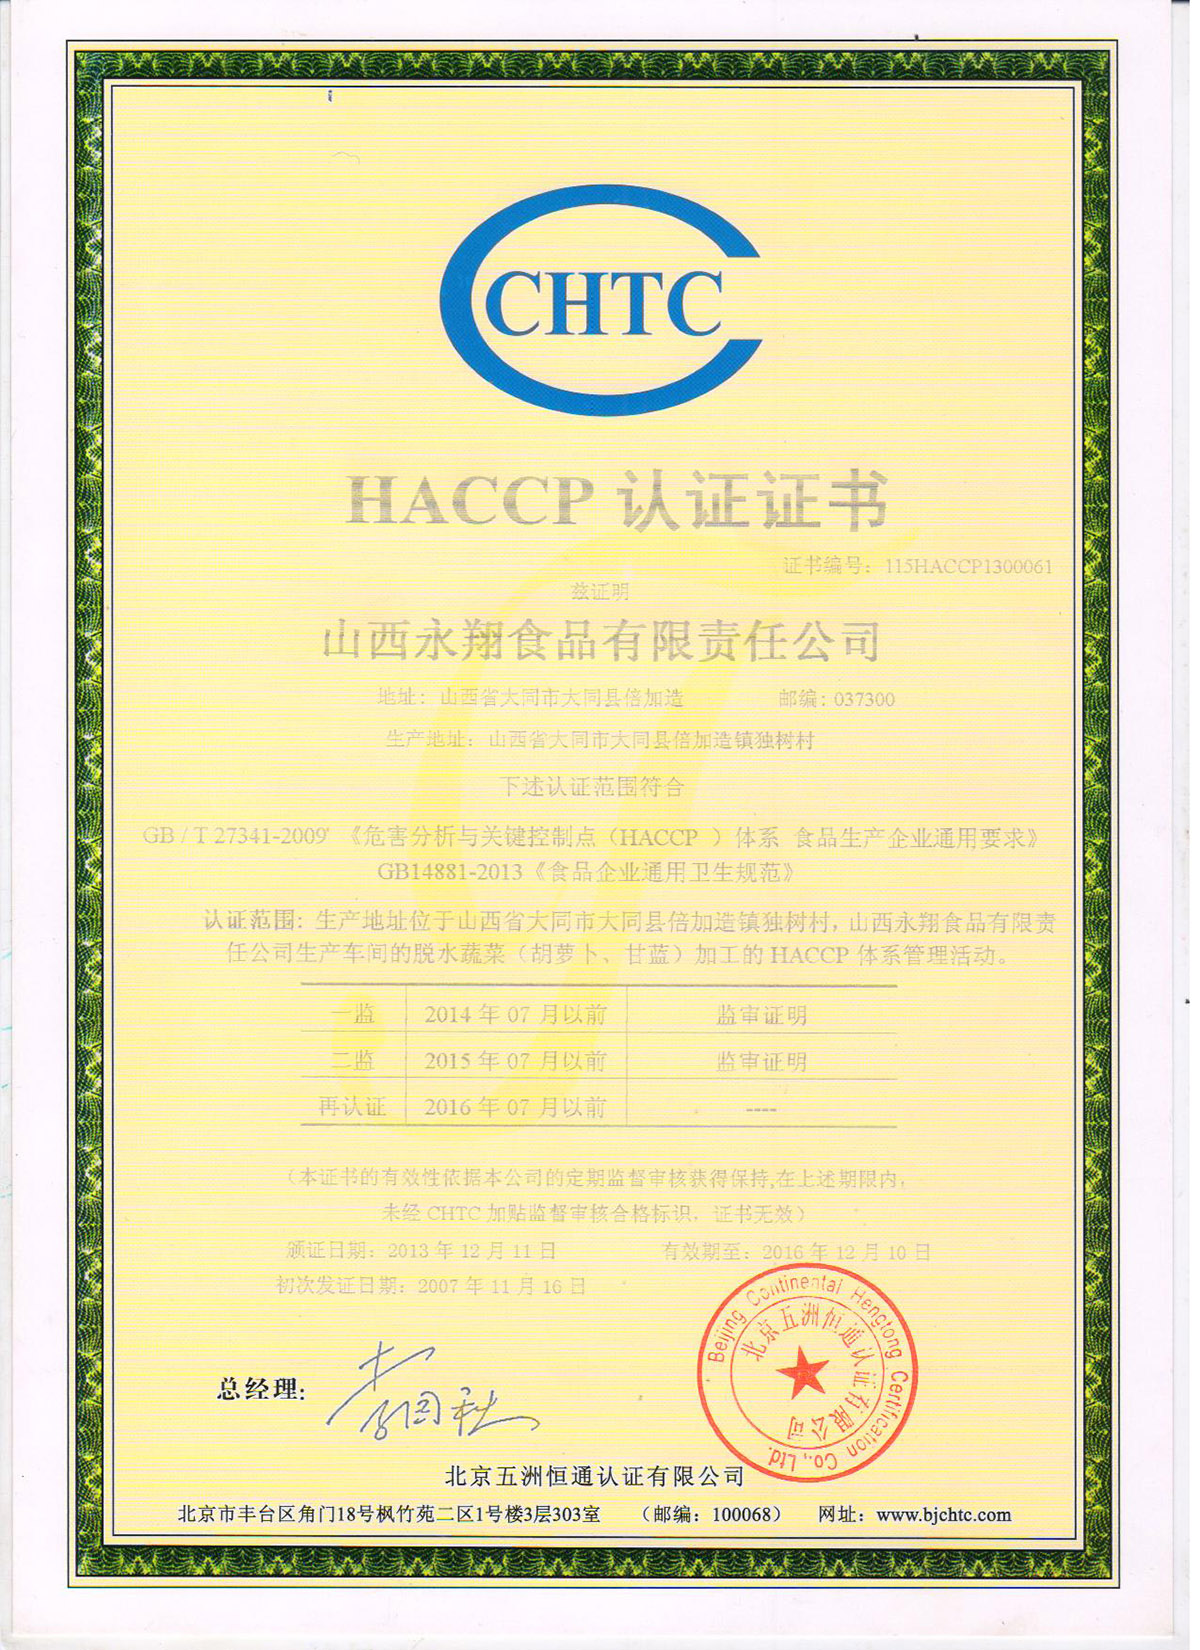 CHTC
HACCP 认证证书
证书编号：115HACCP1300061
兹证明
山西永翔食品有限责任公司
地址：山西省大同市大同县倍加造 邮编：037300
生产地址：山西省大同市大同县倍加造镇独树村
下述认证范围符合
GB / T 27341-2009 《危害分析与关键控制点（HACCP ）体系 食品生产企业通用要求》
GB14881-2013《食品企业通用卫生规范》
认证范围：生产地址位于山西省大同市大同县倍加造镇独树村，山西永翔食品有限责
任公司生产车间的脱水蔬菜（胡萝卜、甘蓝）加工的 HACCP 体系管理活动。
一监 2014 年 07 月以前 监审证明
二监 2015 年 07 月以前 监审证明
再认证 2016 年 07 月以前 ----
（本证书的有效性依据本公司的定期监督审核获得保持,在上述期限内，
未经 CHTC 加贴监督审核合格标识，证书无效）
颁证日期：2013 年 12 月 11 日 有效期至：2016 年 12 月 10 日
初次发证日期：2007 年 11 月 16 日
Beijing Continental Hengtong Certification Co., Ltd.
北京五洲恒通认证有限公司
总经理：
北京五洲恒通认证有限公司
北京市丰台区角门18号枫竹苑二区1号楼3层303室 （邮编：100068） 网址：www.bjchtc.com